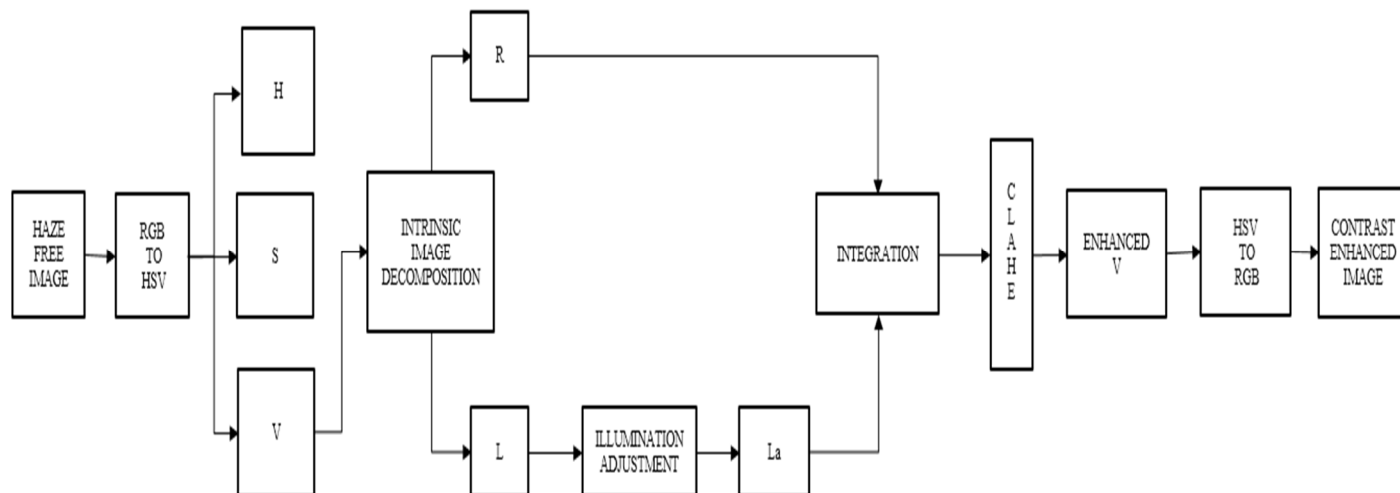 HAZE
FREE
IMAGE
RGB
TO
HSV
H
S
V
INTRINSIC
IMAGE
DECOMPOSITION
R
L
ILLUMINATION
ADJUSTMENT
La
INTEGRATION
C
L
A
H
E
ENHANCED
V
HSV
TO
RGB
CONTRAST
ENHANCED
IMAGE